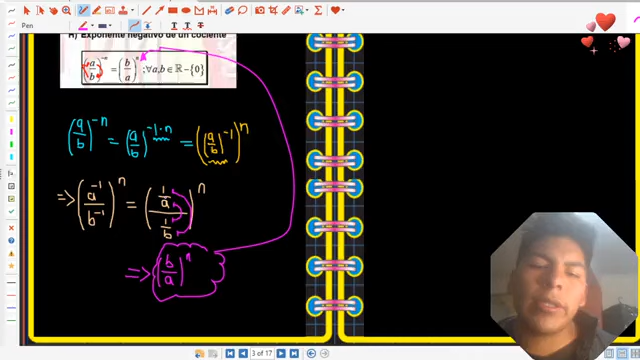 Pen
H) Exponente negativo de un cociente
(a/b)^-n = (b/a)^n ; ∀a,b ∈ ℝ - {0}
(a/b)^-n = (a/b)^-1·n = ((a/b)^-1)^n
=> (a^-1/b^-1)^n = ((1/a)/(1/b))^n
=> (b/a)^n
3 of 17